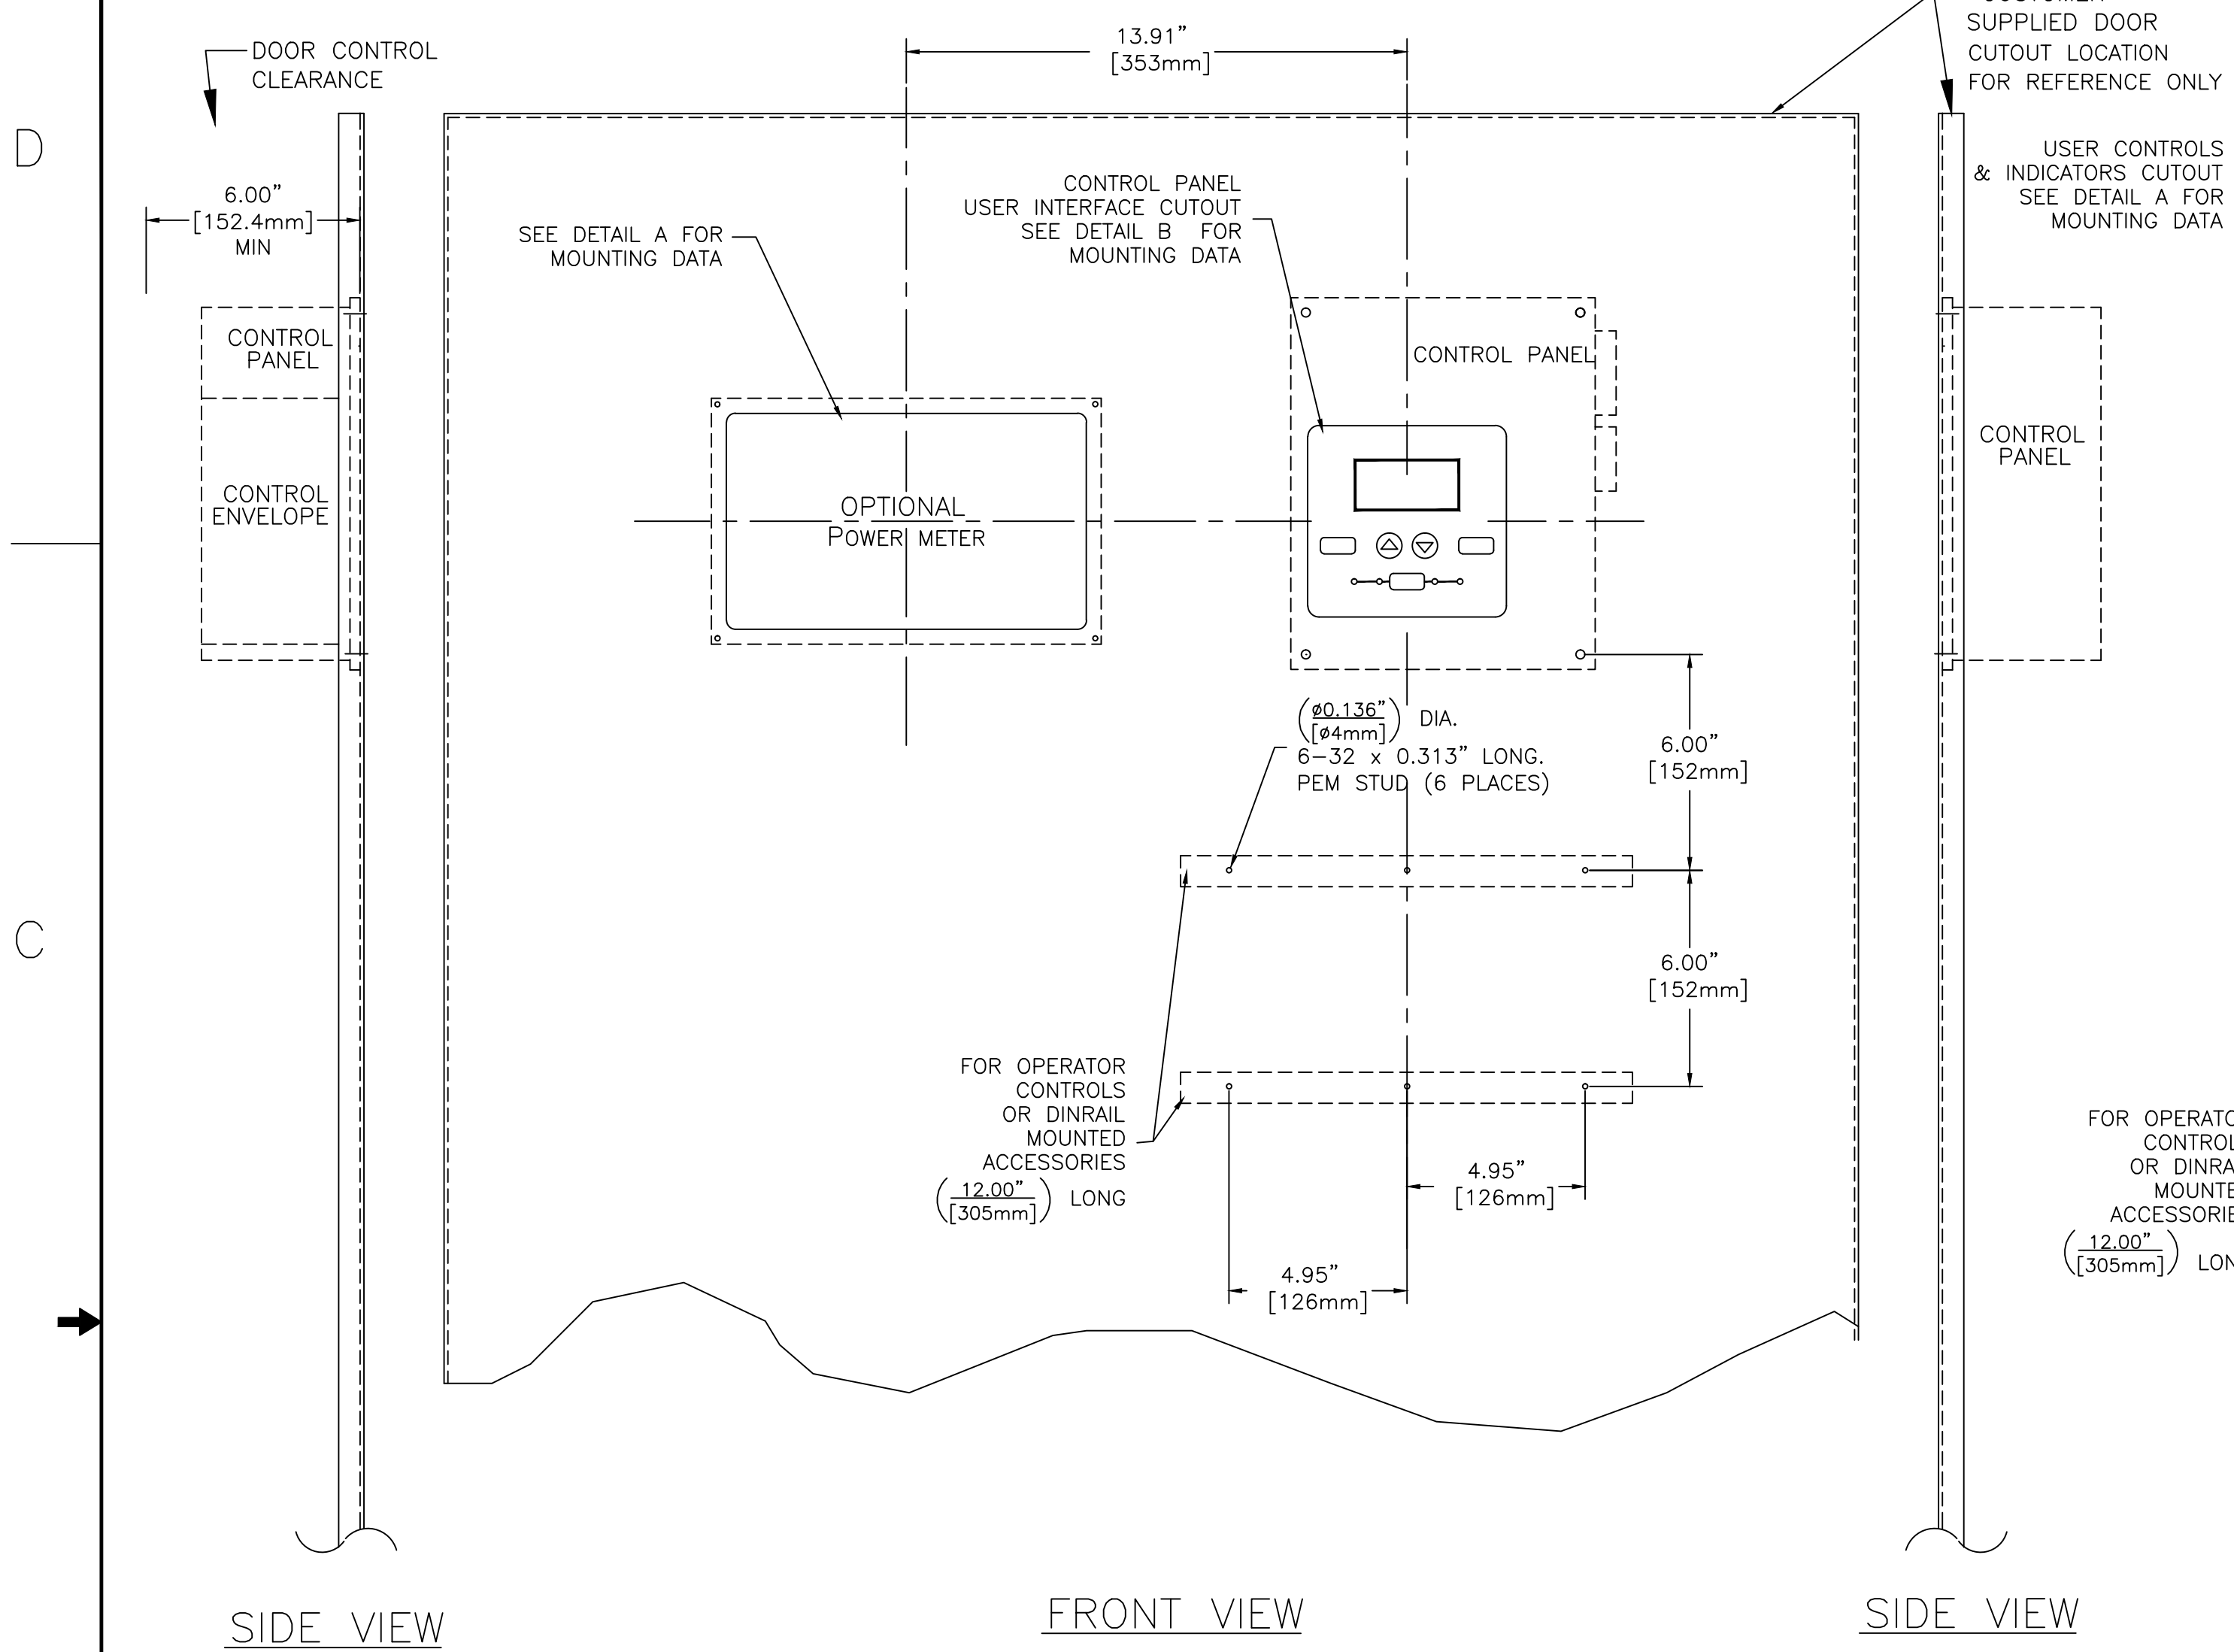 D
C
DOOR CONTROL
CLEARANCE
6.00"
[152.4mm]
MIN
CONTROL
PANEL
CONTROL
ENVELOPE
SIDE VIEW
13.91"
[353mm]
SEE DETAIL A FOR
MOUNTING DATA
CONTROL PANEL
USER INTERFACE CUTOUT
SEE DETAIL B FOR
MOUNTING DATA
CONTROL PANEL
OPTIONAL
POWER METER
(ø0.136"
[ø4mm]) DIA.
6-32 x 0.313" LONG.
PEM STUD (6 PLACES)
6.00"
[152mm]
6.00"
[152mm]
FOR OPERATOR
CONTROLS
OR DINRAIL
MOUNTED
ACCESSORIES
(12.00"
[305mm]) LONG
4.95"
[126mm]
4.95"
[126mm]
FRONT VIEW
SUPPLIED DOOR
CUTOUT LOCATION
FOR REFERENCE ONLY
USER CONTROLS
& INDICATORS CUTOUT
SEE DETAIL A FOR
MOUNTING DATA
CONTROL
PANEL
FOR
OR
(12.00"
[305mm])
SIDE VIEW